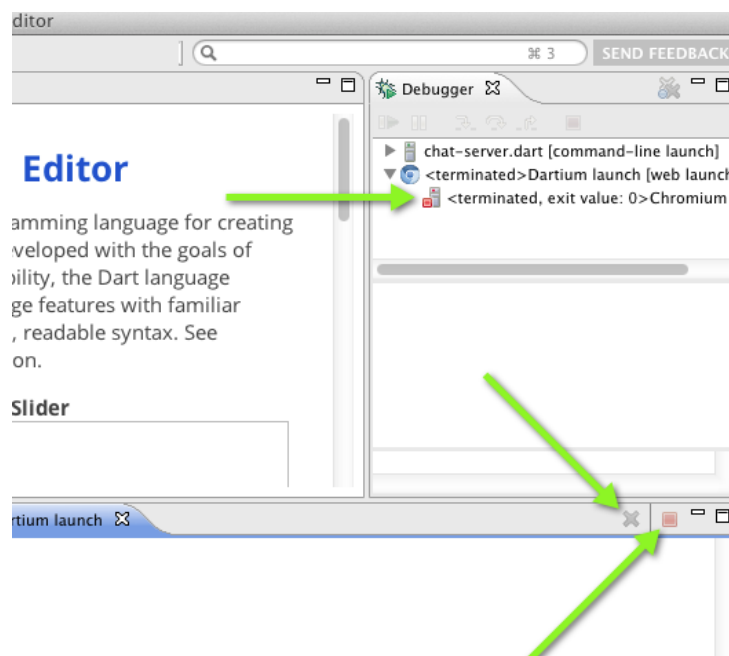 ditor
⌘ 3
SEND FEEDBACK
Debugger
chat-server.dart [command-line launch]
<terminated>Dartium launch [web launch
<terminated, exit value: 0>Chromium
Editor
amming language for creating
veloped with the goals of
bility, the Dart language
ge features with familiar
, readable syntax. See
on.
Slider
rtium launch